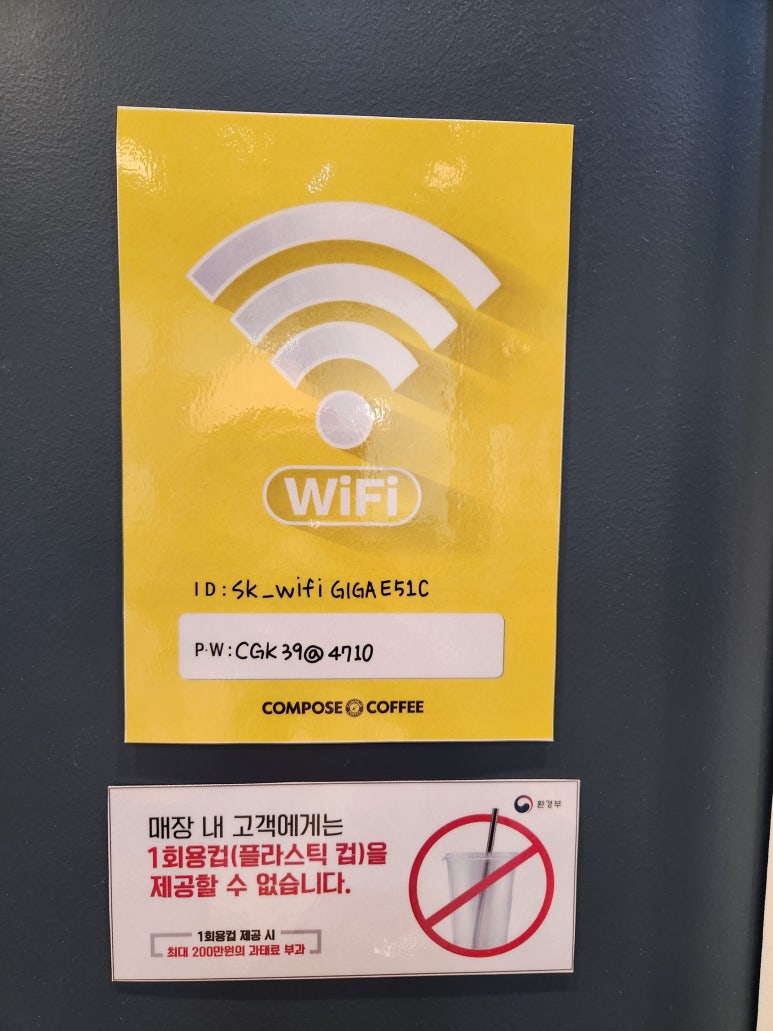 WiFi
ID: Sk_wifi GIGAE51C
P·W: CGK39@4710
COMPOSE COFFEE
환경부
매장 내 고객에게는
1회용컵(플라스틱 컵)을
제공할 수 없습니다.
1회용컵 제공 시
최대 200만원의 과태료 부과